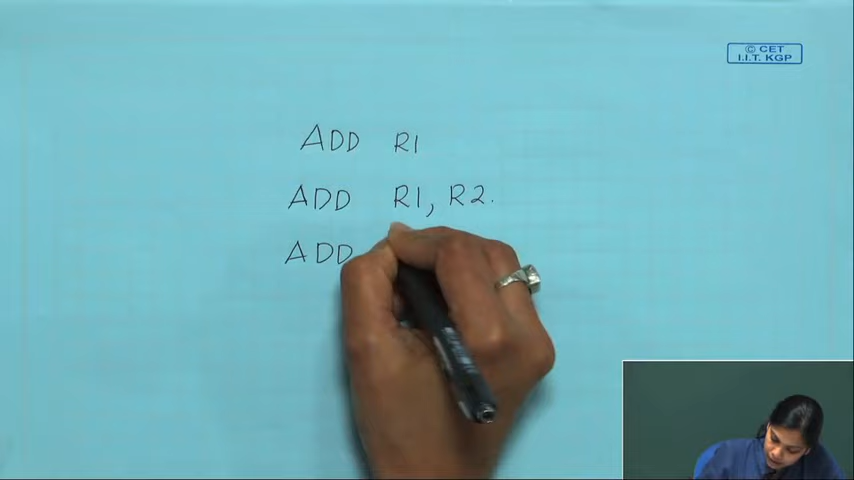 © CET
I.I.T. KGP
ADD R1
ADD R1, R2.
ADD